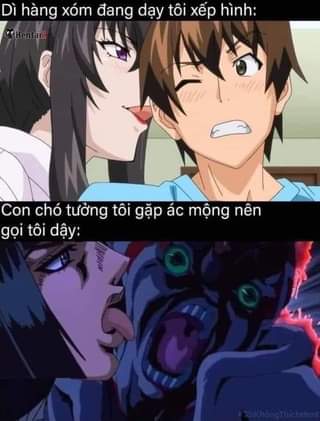 Dì hàng xóm đang dạy tôi xếp hình:
Hentai
Con chó tưởng tôi gặp ác mộng nên
gọi tôi dậy: